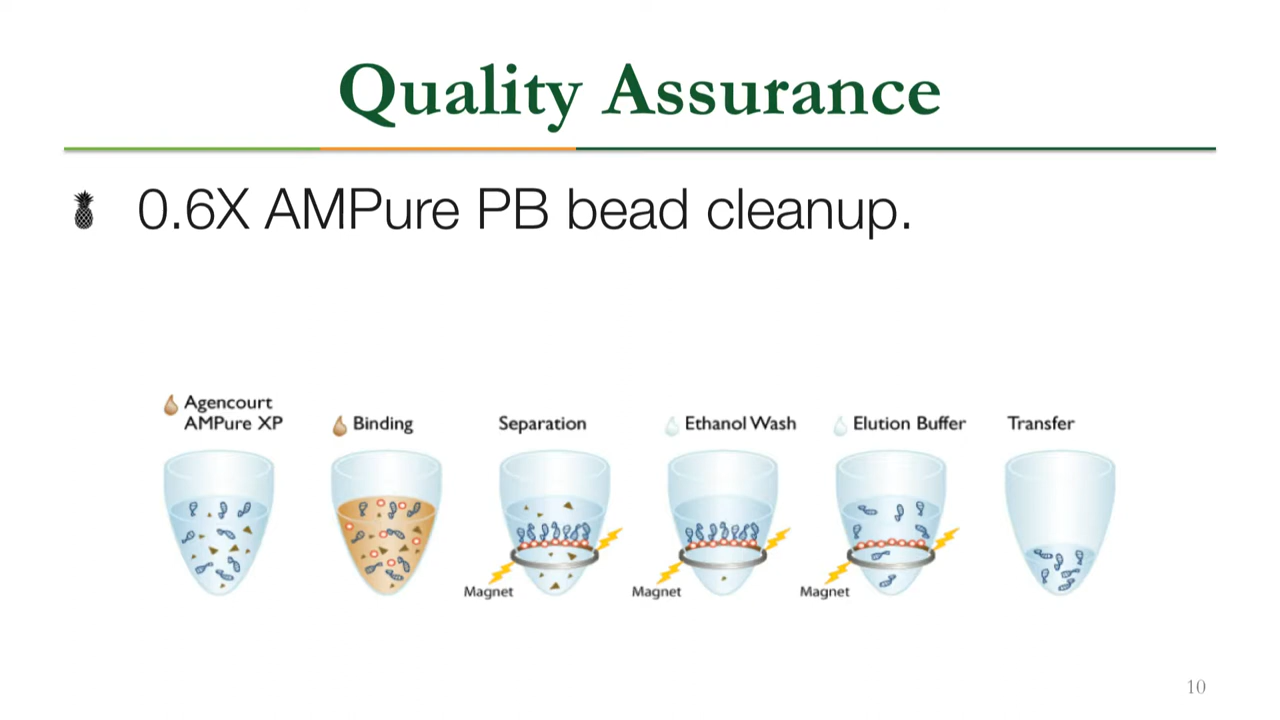 Quality Assurance
0.6X AMPure PB bead cleanup.
Agencourt
AMPure XP
Binding
Separation
Ethanol Wash
Elution Buffer
Transfer
Magnet
Magnet
Magnet
10